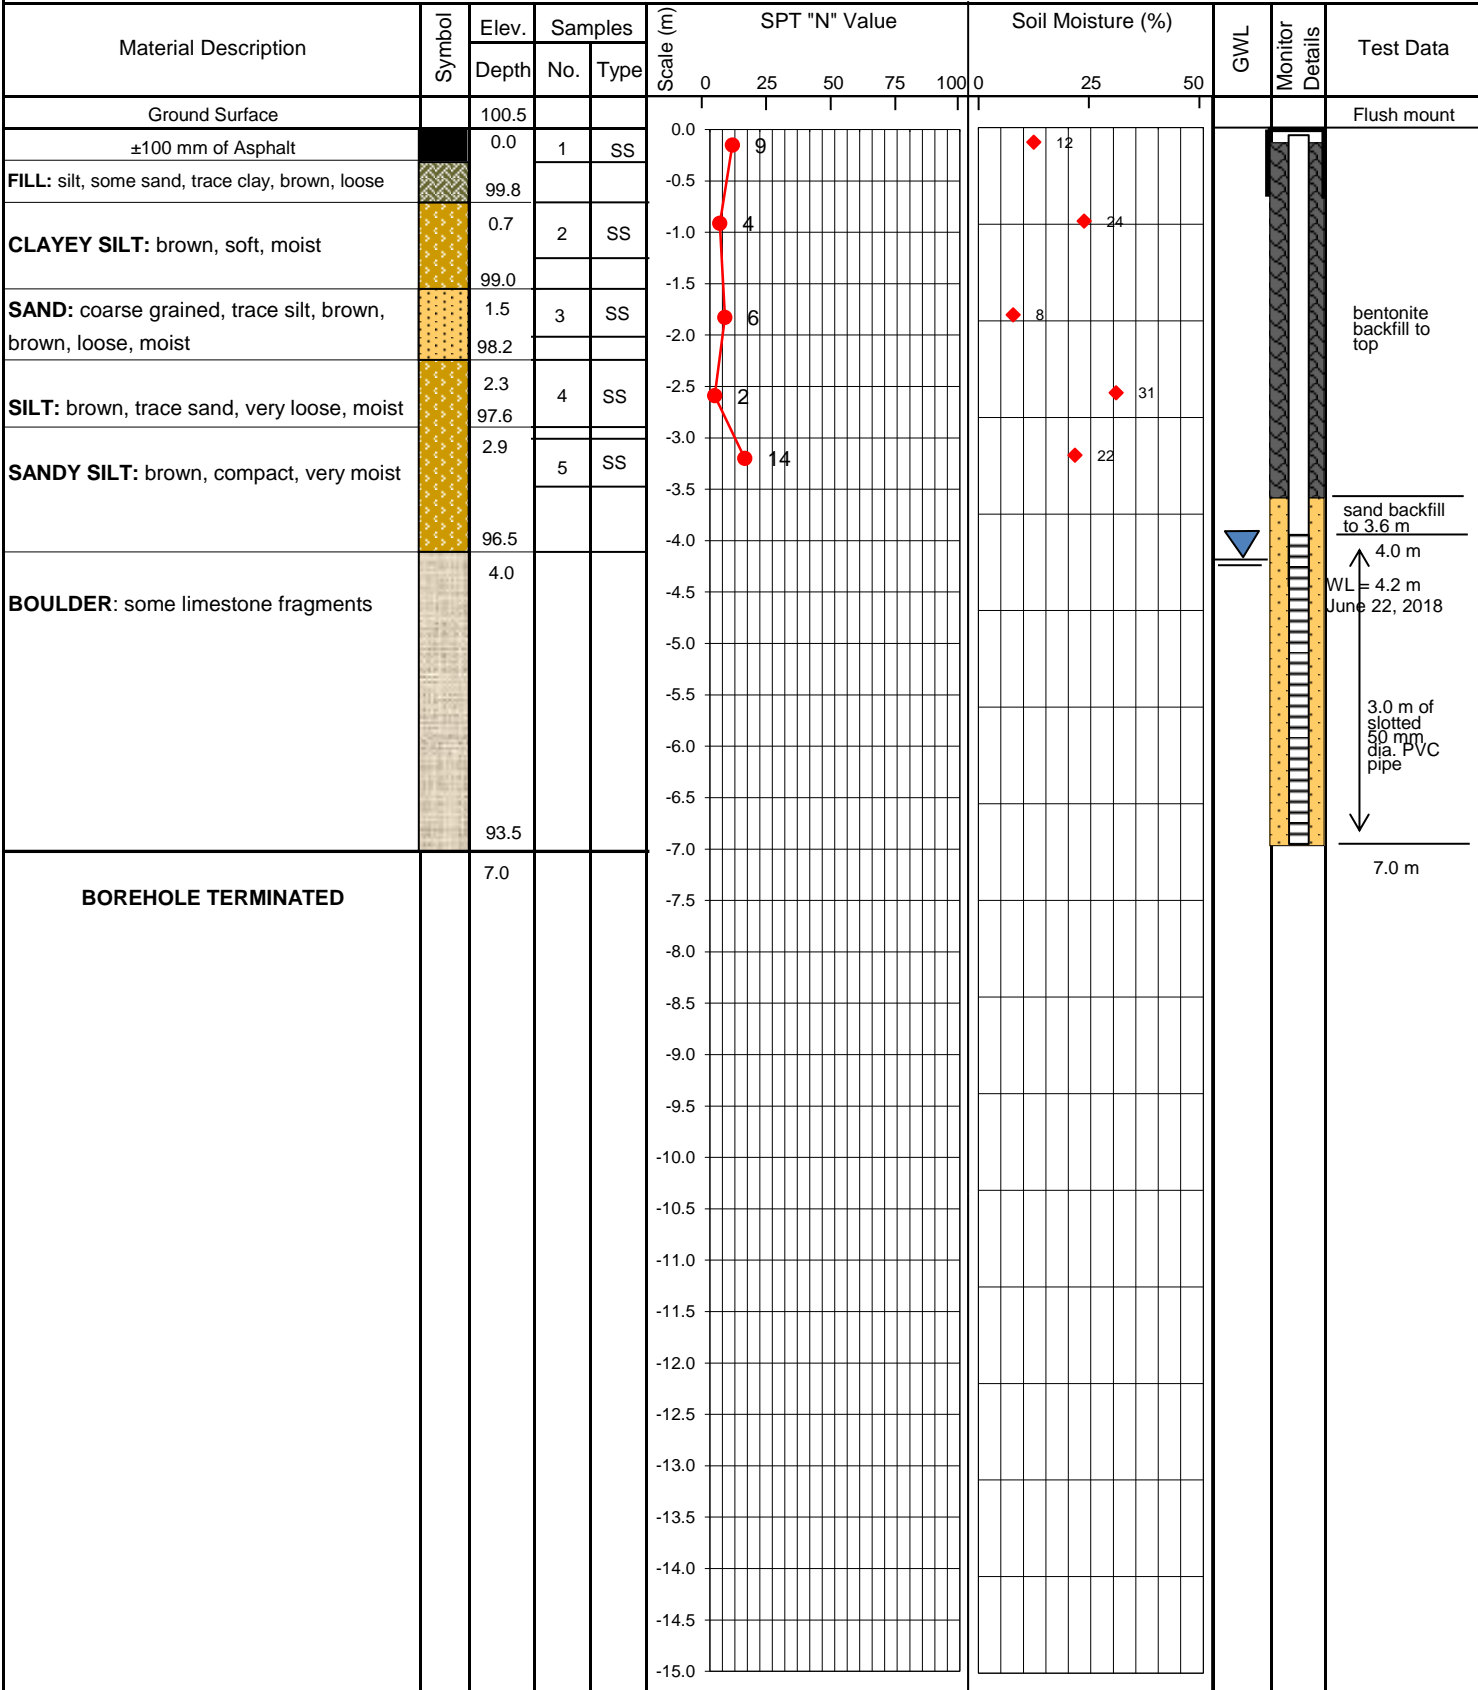 Material Description
Symbol
Elev.
Depth
Samples
No.
Type
Scale (m)
SPT "N" Value
0 25 50 75 100
Soil Moisture (%)
0 25 50
GWL
Monitor
Details
Test Data
Ground Surface
100.5
Flush mount
±100 mm of Asphalt
0.0
1
SS
FILL: silt, some sand, trace clay, brown, loose
99.8
0.7
CLAYEY SILT: brown, soft, moist
2
SS
99.0
SAND: coarse grained, trace silt, brown,
brown, loose, moist
1.5
3
SS
98.2
2.3
SILT: brown, trace sand, very loose, moist
4
SS
97.6
2.9
SANDY SILT: brown, compact, very moist
5
SS
96.5
4.0
BOULDER: some limestone fragments
93.5
7.0
BOREHOLE TERMINATED
0.0
-0.5
-1.0
-1.5
-2.0
-2.5
-3.0
-3.5
-4.0
-4.5
-5.0
-5.5
-6.0
-6.5
-7.0
-7.5
-8.0
-8.5
-9.0
-9.5
-10.0
-10.5
-11.0
-11.5
-12.0
-12.5
-13.0
-13.5
-14.0
-14.5
-15.0
9
4
6
2
14
12
24
8
31
22
bentonite
backfill to
top
sand backfill
to 3.6 m
4.0 m
WL = 4.2 m
June 22, 2018
3.0 m of
slotted
50 mm
dia. PVC
pipe
7.0 m